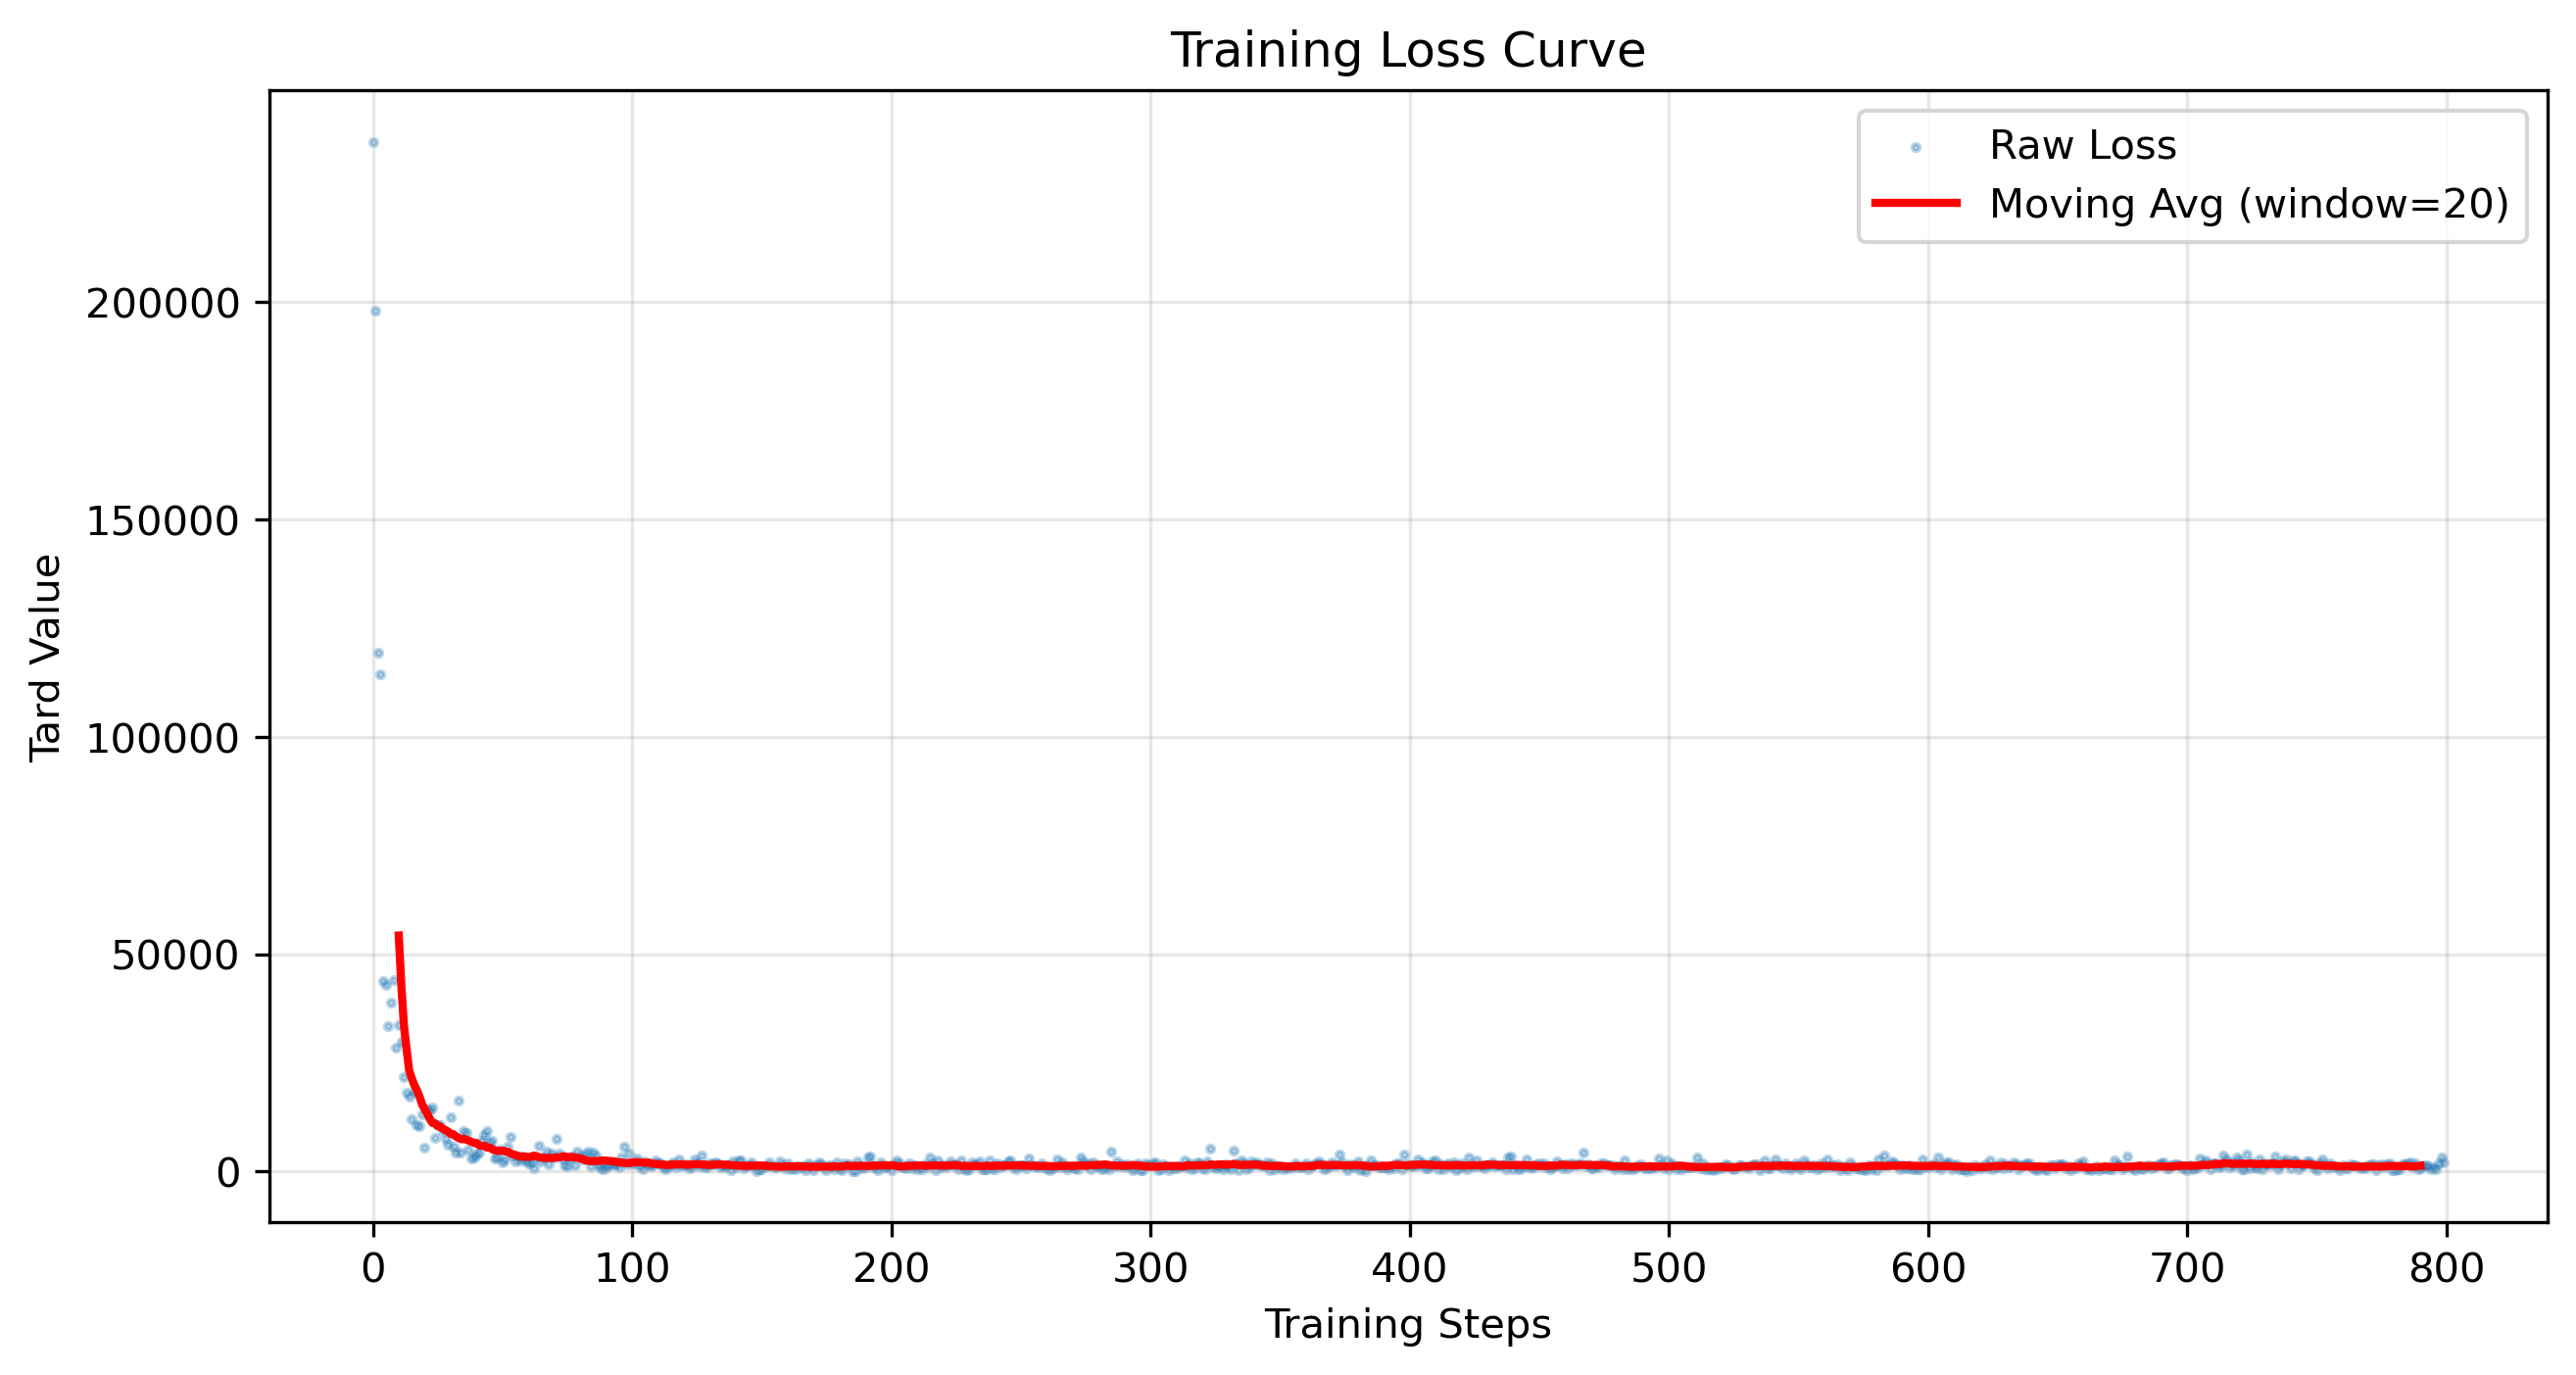 Training Loss Curve
Raw Loss
Moving Avg (window=20)
Tard Value
200000
150000
100000
50000
0
0 100 200 300 400 500 600 700 800
Training Steps